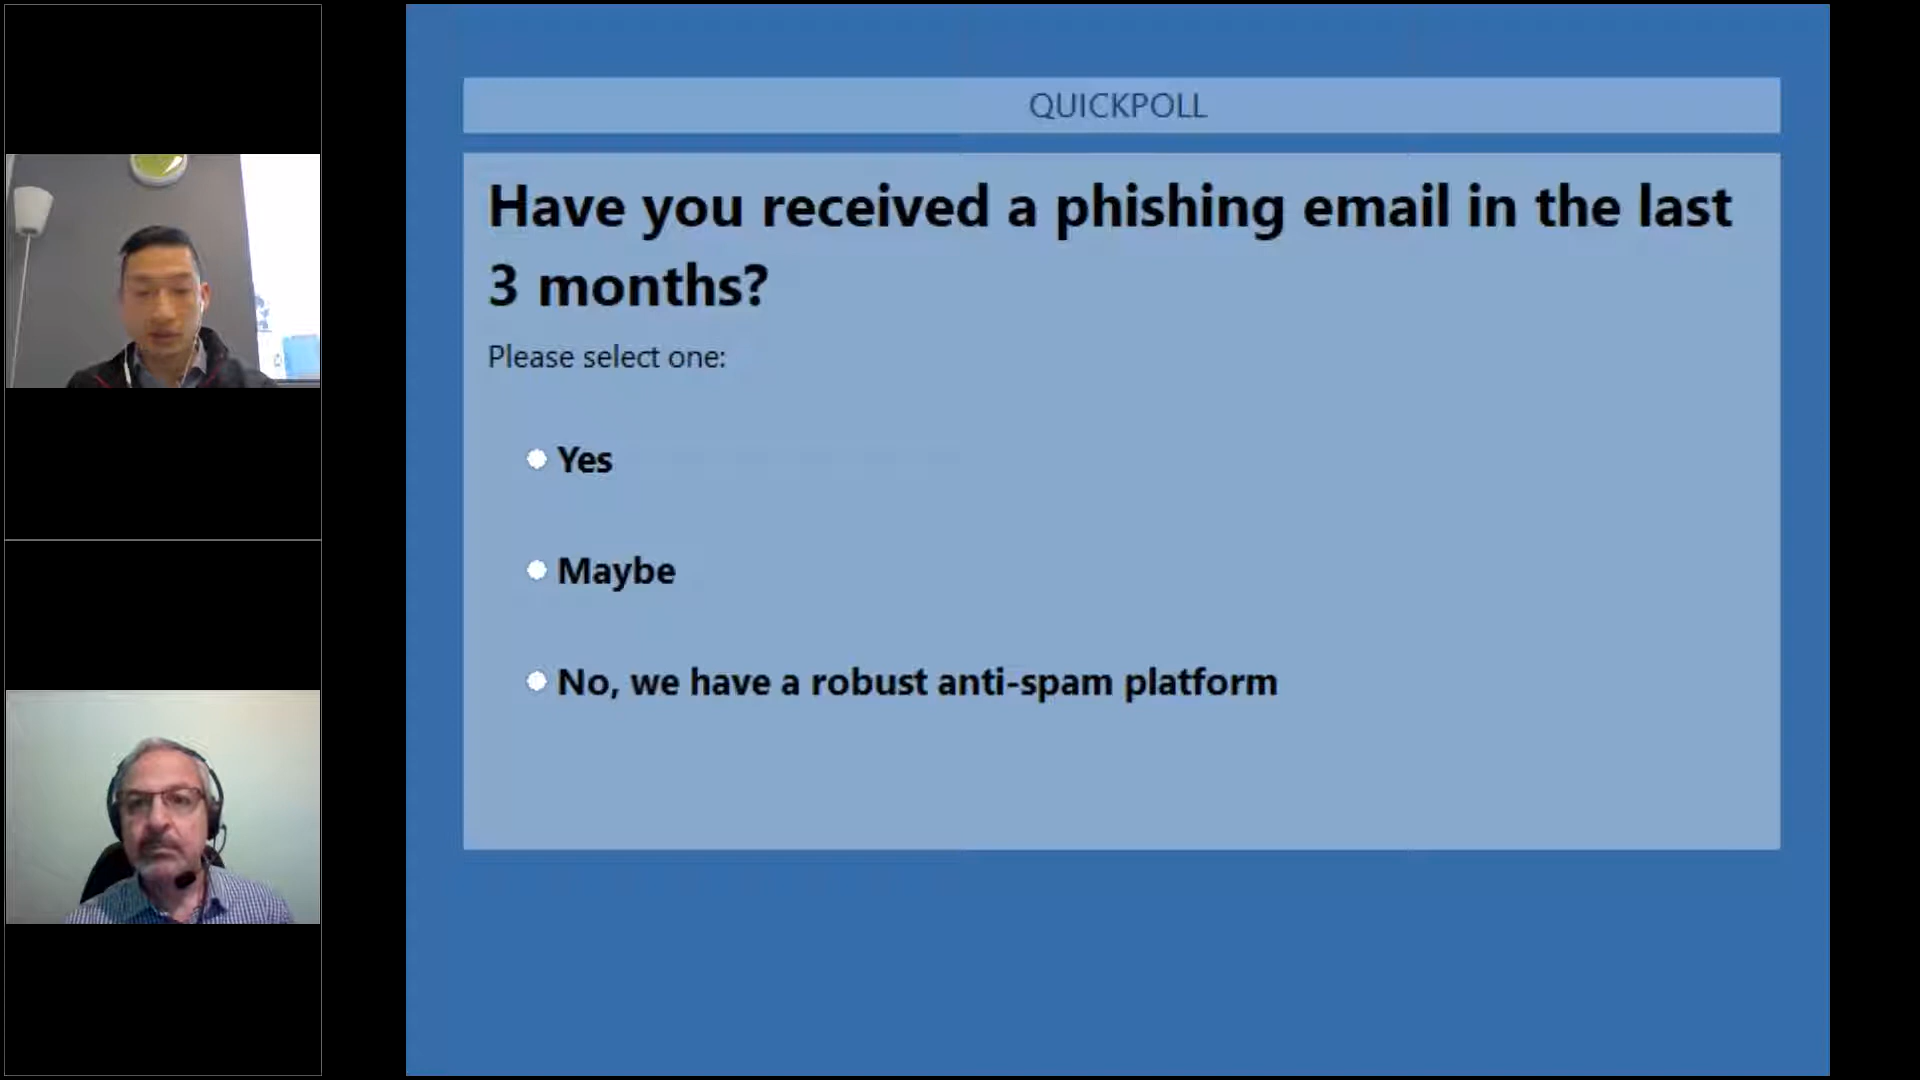 QUICKPOLL
Have you received a phishing email in the last
3 months?
Please select one:
Yes
Maybe
No, we have a robust anti-spam platform